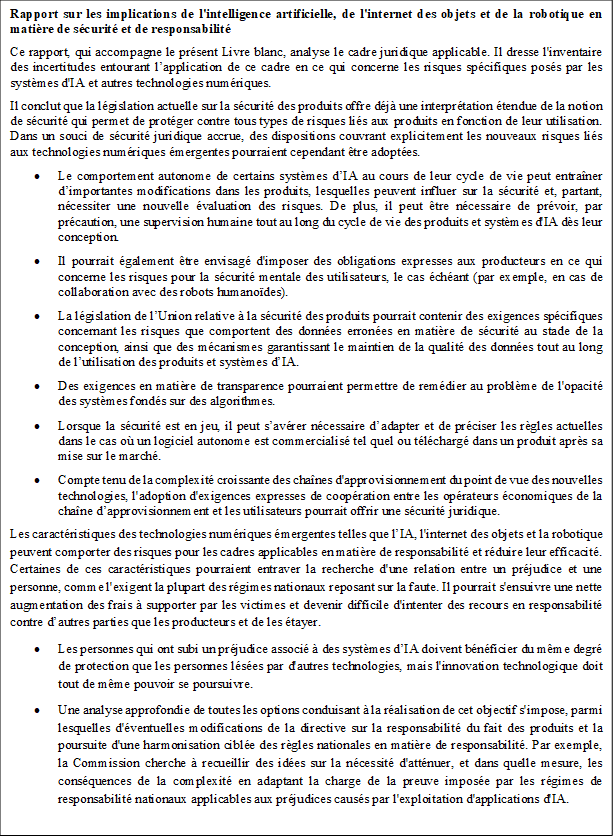 Rapport sur les implications de l'intelligence artificielle, de l'internet des objets et de la robotique en
matière de sécurité et de responsabilité
Ce rapport, qui accompagne le présent Livre blanc, analyse le cadre juridique applicable. Il dresse l'inventaire
des incertitudes entourant l’application de ce cadre en ce qui concerne les risques spécifiques posés par les
systèmes d'IA et autres technologies numériques.
Il conclut que la législation actuelle sur la sécurité des produits offre déjà une interprétation étendue de la notion
de sécurité qui permet de protéger contre tous types de risques liés aux produits en fonction de leur utilisation.
Dans un souci de sécurité juridique accrue, des dispositions couvrant explicitement les nouveaux risques liés
aux technologies numériques émergentes pourraient cependant être adoptées.
• Le comportement autonome de certains systèmes d’IA au cours de leur cycle de vie peut entraîner
d’importantes modifications dans les produits, lesquelles peuvent influer sur la sécurité et, partant,
nécessiter une nouvelle évaluation des risques. De plus, il peut être nécessaire de prévoir, par
précaution, une supervision humaine tout au long du cycle de vie des produits et systèmes d'IA dès leur
conception.
• Il pourrait également être envisagé d'imposer des obligations expresses aux producteurs en ce qui
concerne les risques pour la sécurité mentale des utilisateurs, le cas échéant (par exemple, en cas de
collaboration avec des robots humanoïdes).
• La législation de l’Union relative à la sécurité des produits pourrait contenir des exigences spécifiques
concernant les risques que comportent des données erronées en matière de sécurité au stade de la
conception, ainsi que des mécanismes garantissant le maintien de la qualité des données tout au long
de l’utilisation des produits et systèmes d’IA.
• Des exigences en matière de transparence pourraient permettre de remédier au problème de l'opacité
des systèmes fondés sur des algorithmes.
• Lorsque la sécurité est en jeu, il peut s’avérer nécessaire d’adapter et de préciser les règles actuelles
dans le cas où un logiciel autonome est commercialisé tel quel ou téléchargé dans un produit après sa
mise sur le marché.
• Compte tenu de la complexité croissante des chaînes d'approvisionnement du point de vue des nouvelles
technologies, l'adoption d'exigences expresses de coopération entre les opérateurs économiques de la
chaîne d’approvisionnement et les utilisateurs pourrait offrir une sécurité juridique.
Les caractéristiques des technologies numériques émergentes telles que l’IA, l'internet des objets et la robotique
peuvent comporter des risques pour les cadres applicables en matière de responsabilité et réduire leur efficacité.
Certaines de ces caractéristiques pourraient entraver la recherche d'une relation entre un préjudice et une
personne, comme l'exigent la plupart des régimes nationaux reposant sur la faute. Il pourrait s'ensuivre une nette
augmentation des frais à supporter par les victimes et devenir difficile d'intenter des recours en responsabilité
contre d’autres parties que les producteurs et de les étayer.
• Les personnes qui ont subi un préjudice associé à des systèmes d’IA doivent bénéficier du même degré
de protection que les personnes lésées par d'autres technologies, mais l'innovation technologique doit
tout de même pouvoir se poursuivre.
• Une analyse approfondie de toutes les options conduisant à la réalisation de cet objectif s'impose, parmi
lesquelles d'éventuelles modifications de la directive sur la responsabilité du fait des produits et la
poursuite d'une harmonisation ciblée des règles nationales en matière de responsabilité. Par exemple,
la Commission cherche à recueillir des idées sur la nécessité d'atténuer, et dans quelle mesure, les
conséquences de la complexité en adaptant la charge de la preuve imposée par les régimes de
responsabilité nationaux applicables aux préjudices causés par l'exploitation d'applications d'IA.